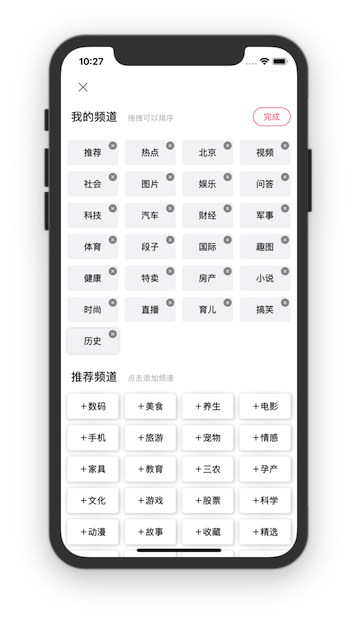 10:27
我的频道 拖拽可以排序 完成
推荐 热点 北京 视频
社会 图片 娱乐 问答
科技 汽车 财经 军事
体育 段子 国际 趣图
健康 特卖 房产 小说
时尚 直播 育儿 搞笑
历史
推荐频道 点击添加频道
+数码 +美食 +养生 +电影
+手机 +旅游 +宠物 +情感
+家具 +教育 +三农 +孕产
+文化 +游戏 +股票 +科学
+动漫 +故事 +收藏 +精选